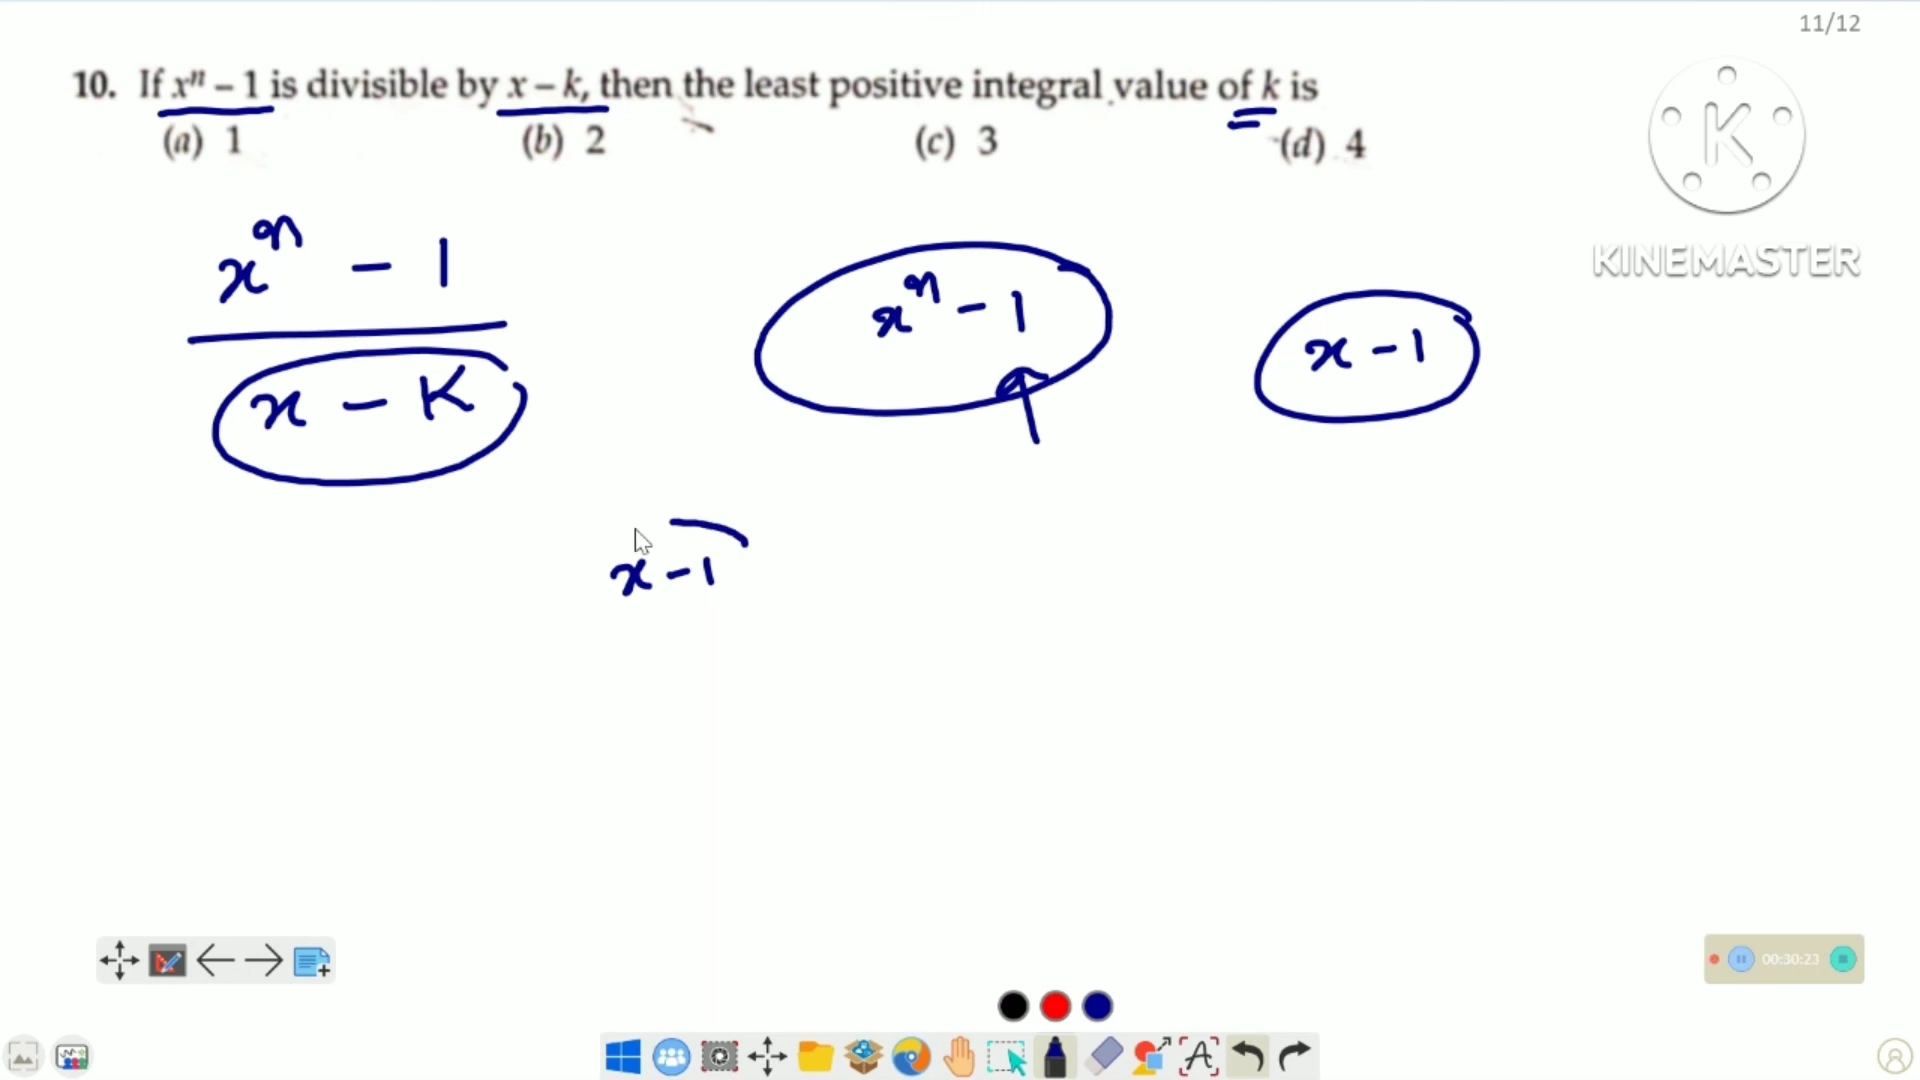 11/12
10. If xⁿ – 1 is divisible by x – k, then the least positive integral value of k is
(a) 1 (b) 2 (c) 3 (d) 4
K
KINEMASTER
xⁿ – 1
x – K
xⁿ – 1
x – 1
x – 1
00:30:23